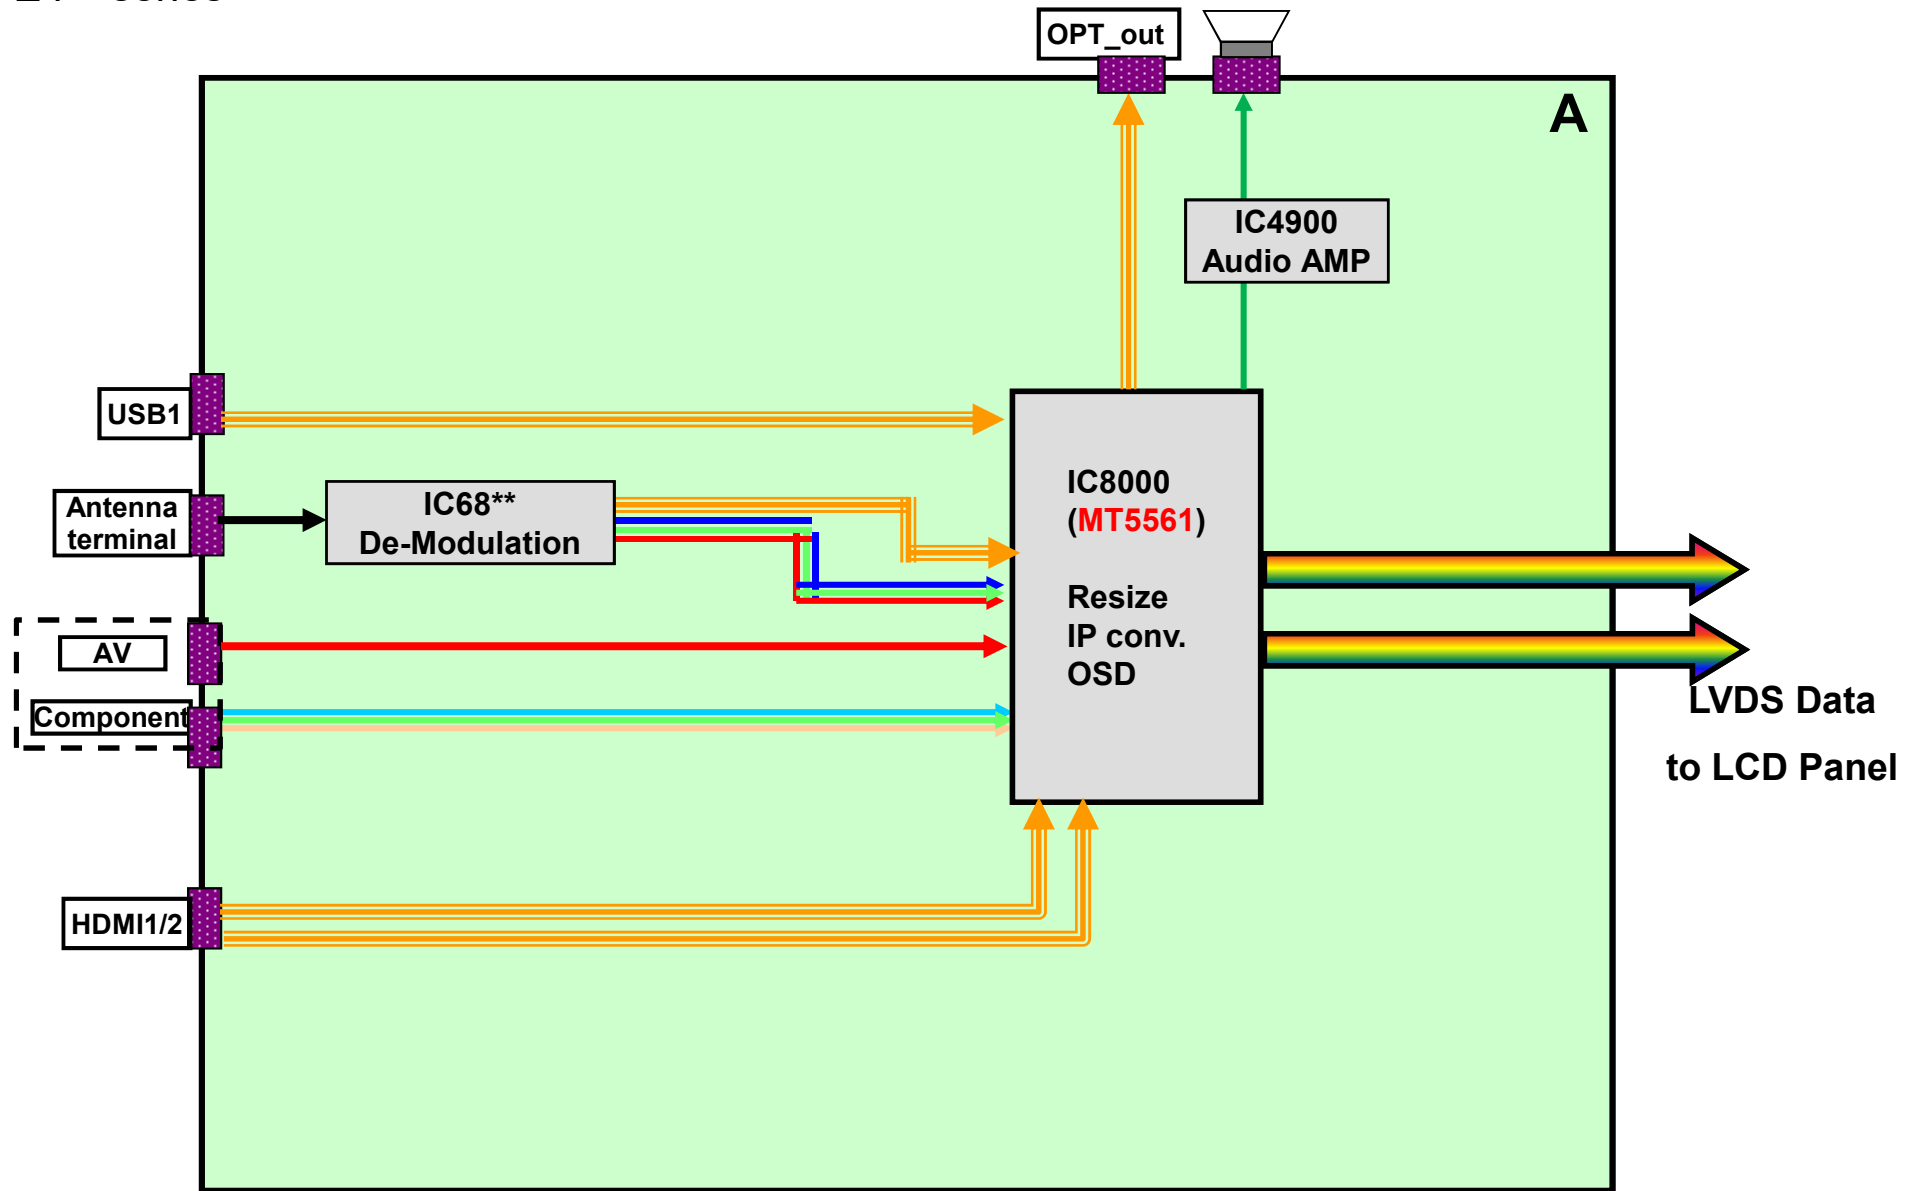 OPT_out
A
IC4900
Audio AMP
USB1
IC8000
(MT5561)
Resize
IP conv.
OSD
Antenna
terminal
IC68**
De-Modulation
AV
Component
LVDS Data
to LCD Panel
HDMI1/2